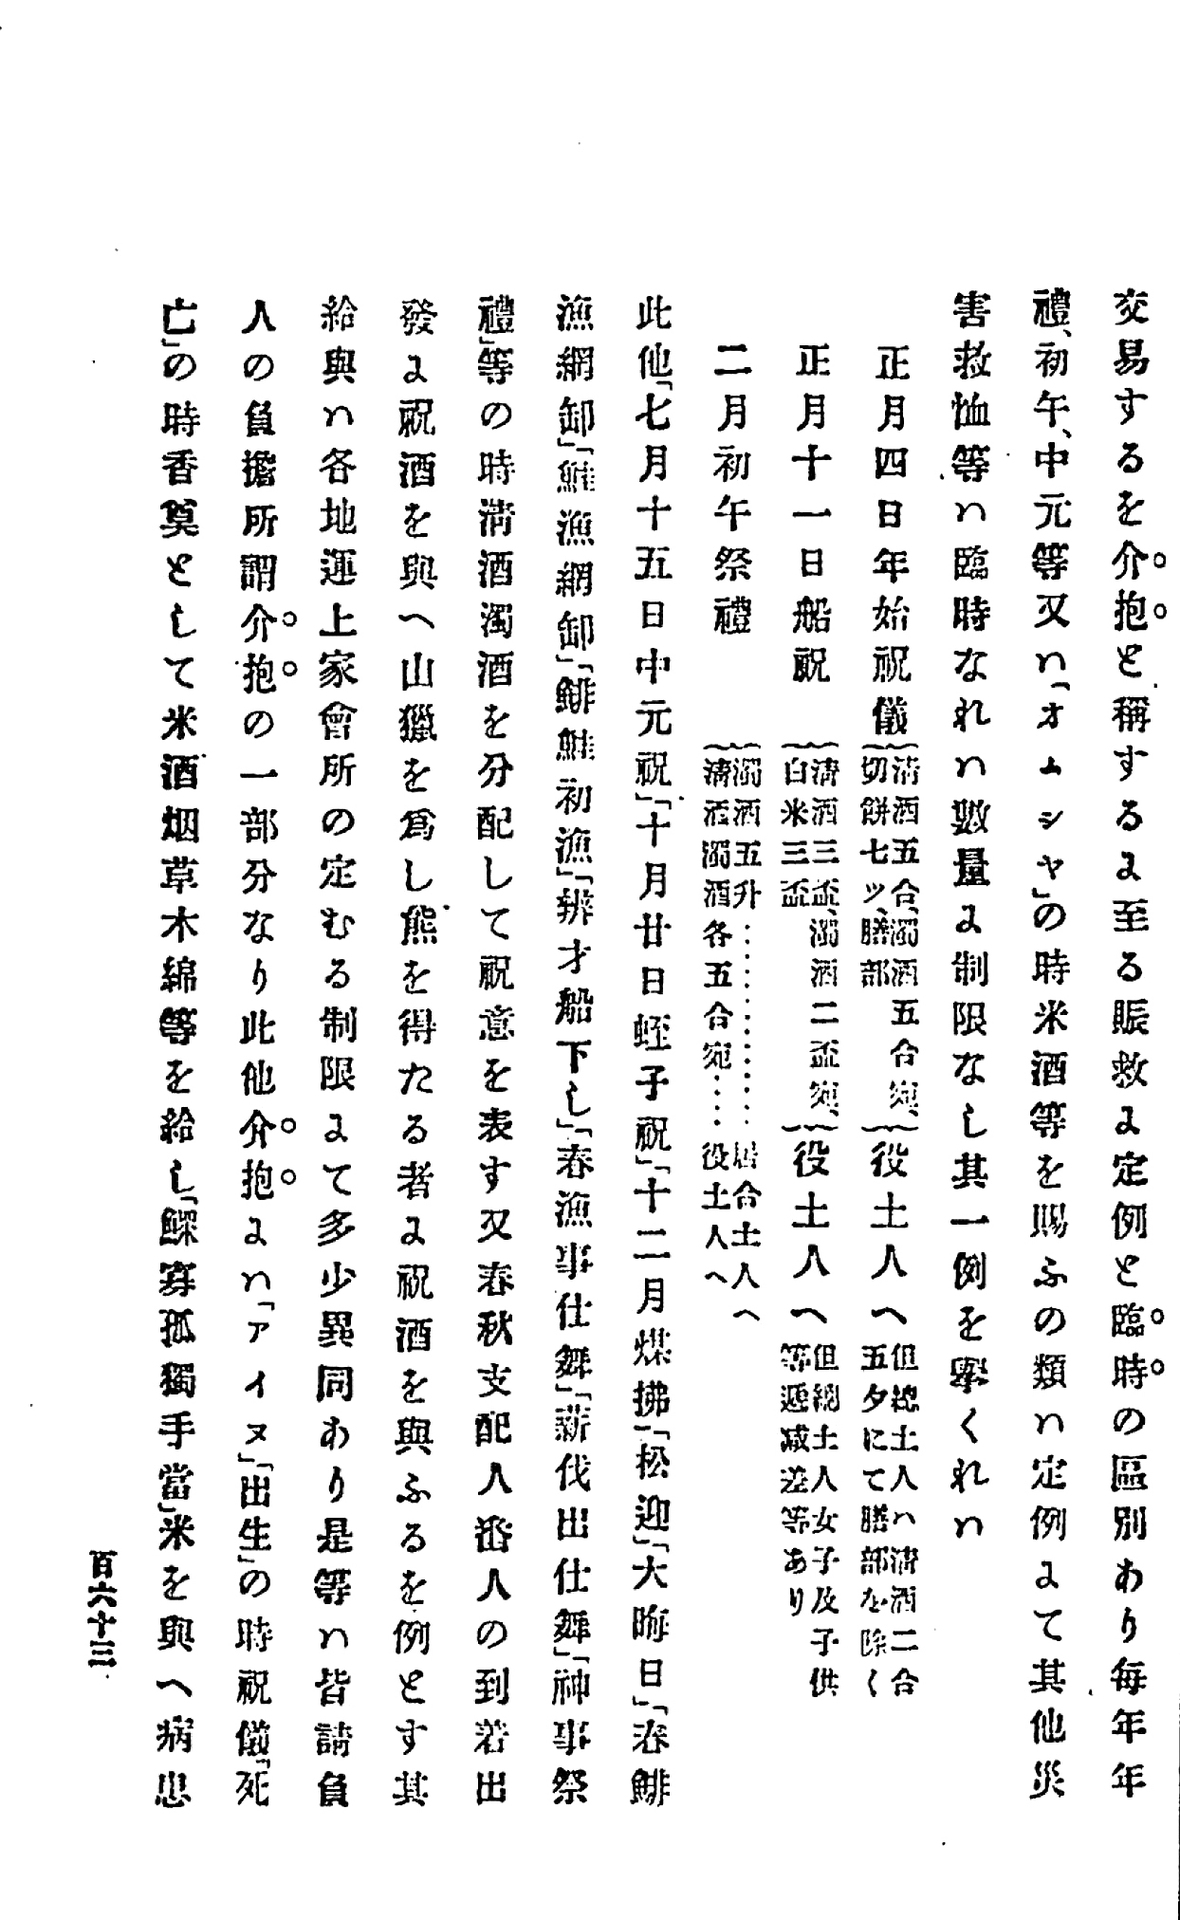 交易するを介抱と稱するに至る賑救に定例と臨時の區別あり毎年年
禮、初午、中元等又ハ「オムシヤ」の時米酒等を賜ふの類ハ定例にて其他災
害救恤等ハ臨時なれハ數量に制限なし其一例を擧くれハ
正月四日年始祝儀{清酒五合、濁酒五合宛、切餅七ツ、膳部}役土人へ 但總土人ハ清酒二合五夕にて膳部を除く
正月十一日船祝{清酒三盃、濁酒二盃宛、白米三盃}役土人へ 但總土人女子及子供等遞减差等あり
二月初午祭禮{濁酒五升………居合土人へ
清酒濁酒各五合宛……役土人へ
此他「七月十五日中元祝」「十月廿日蛭子祝」「十二月煤拂」「松迎」「大晦日」「春鯡
漁網卸」「鮭漁網卸」「鯡鮭初漁」「辨才船下し」「春漁事仕舞」「薪伐出仕舞」「神事祭
禮」等の時淸酒濁酒を分配して祝意を表す又春秋支配人番人の到着出
發に祝酒を與へ山獵を爲し熊を得たる者に祝酒を與ふるを例とす其
給與ハ各地運上家會所の定むる制限にて多少異同あり是等ハ皆請負
人の負擔所謂介抱の一部分なり此他介抱にハ「アイヌ」「出生」の時祝儀「死
亡」の時香奠として米酒烟草木綿等を給し「鰥寡孤獨手當」米を與へ病患
百六十三